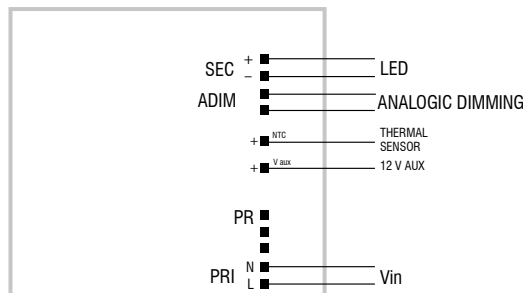 SEC + LED
–
ADIM ANALOGIC DIMMING
+ NTC THERMAL
SENSOR
+ V aux 12 V AUX
PR
PRI N Vin
L